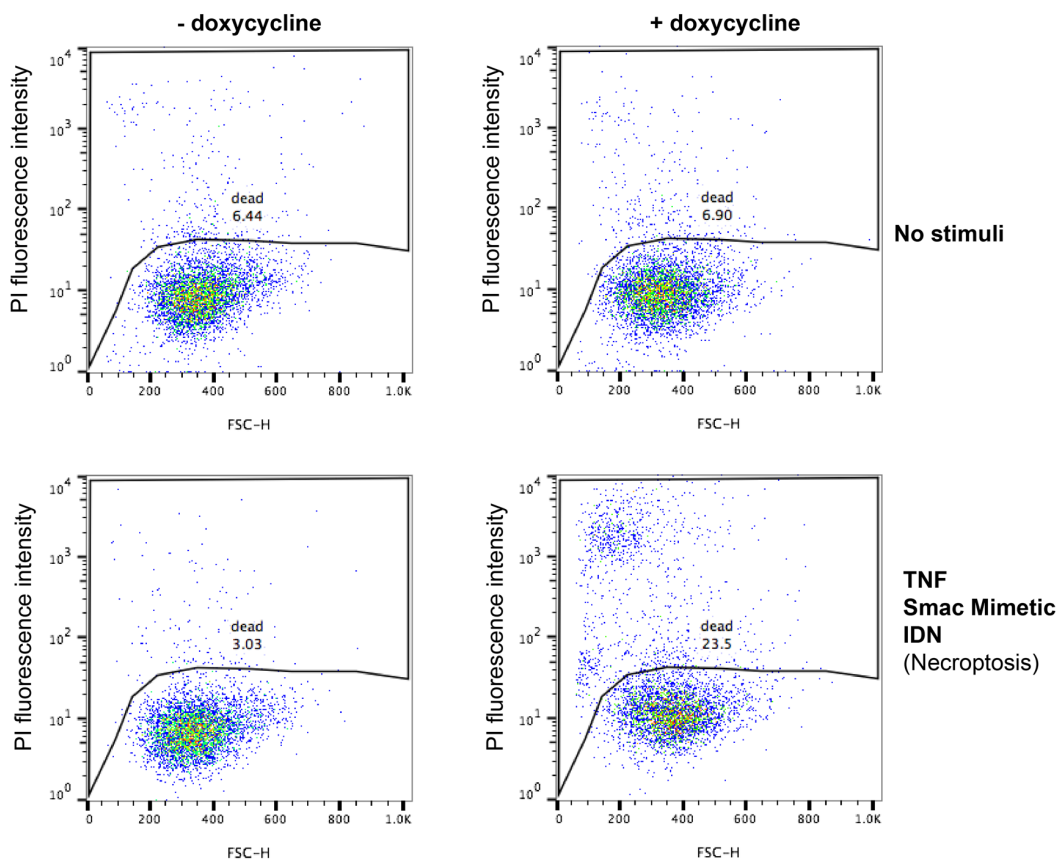 - doxycycline
+ doxycycline
PI fluorescence intensity
10^4
10^3
10^2
10^1
10^0
dead
6.44
0
200
400
600
800
1.0K
FSC-H
PI fluorescence intensity
10^4
10^3
10^2
10^1
10^0
dead
6.90
0
200
400
600
800
1.0K
FSC-H
No stimuli
PI fluorescence intensity
10^4
10^3
10^2
10^1
10^0
dead
3.03
0
200
400
600
800
1.0K
FSC-H
PI fluorescence intensity
10^4
10^3
10^2
10^1
10^0
dead
23.5
0
200
400
600
800
1.0K
FSC-H
TNF
Smac Mimetic
IDN
(Necroptosis)